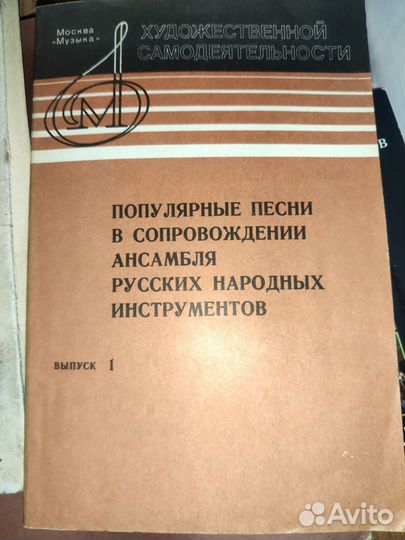 Москва
«Музыка»
ХУДОЖЕСТВЕННОЙ
САМОДЕЯТЕЛЬНОСТИ
М
В
ПОПУЛЯРНЫЕ ПЕСНИ
В СОПРОВОЖДЕНИИ
АНСАМБЛЯ
РУССКИХ НАРОДНЫХ
ИНСТРУМЕНТОВ
ВЫПУСК 1
Avito